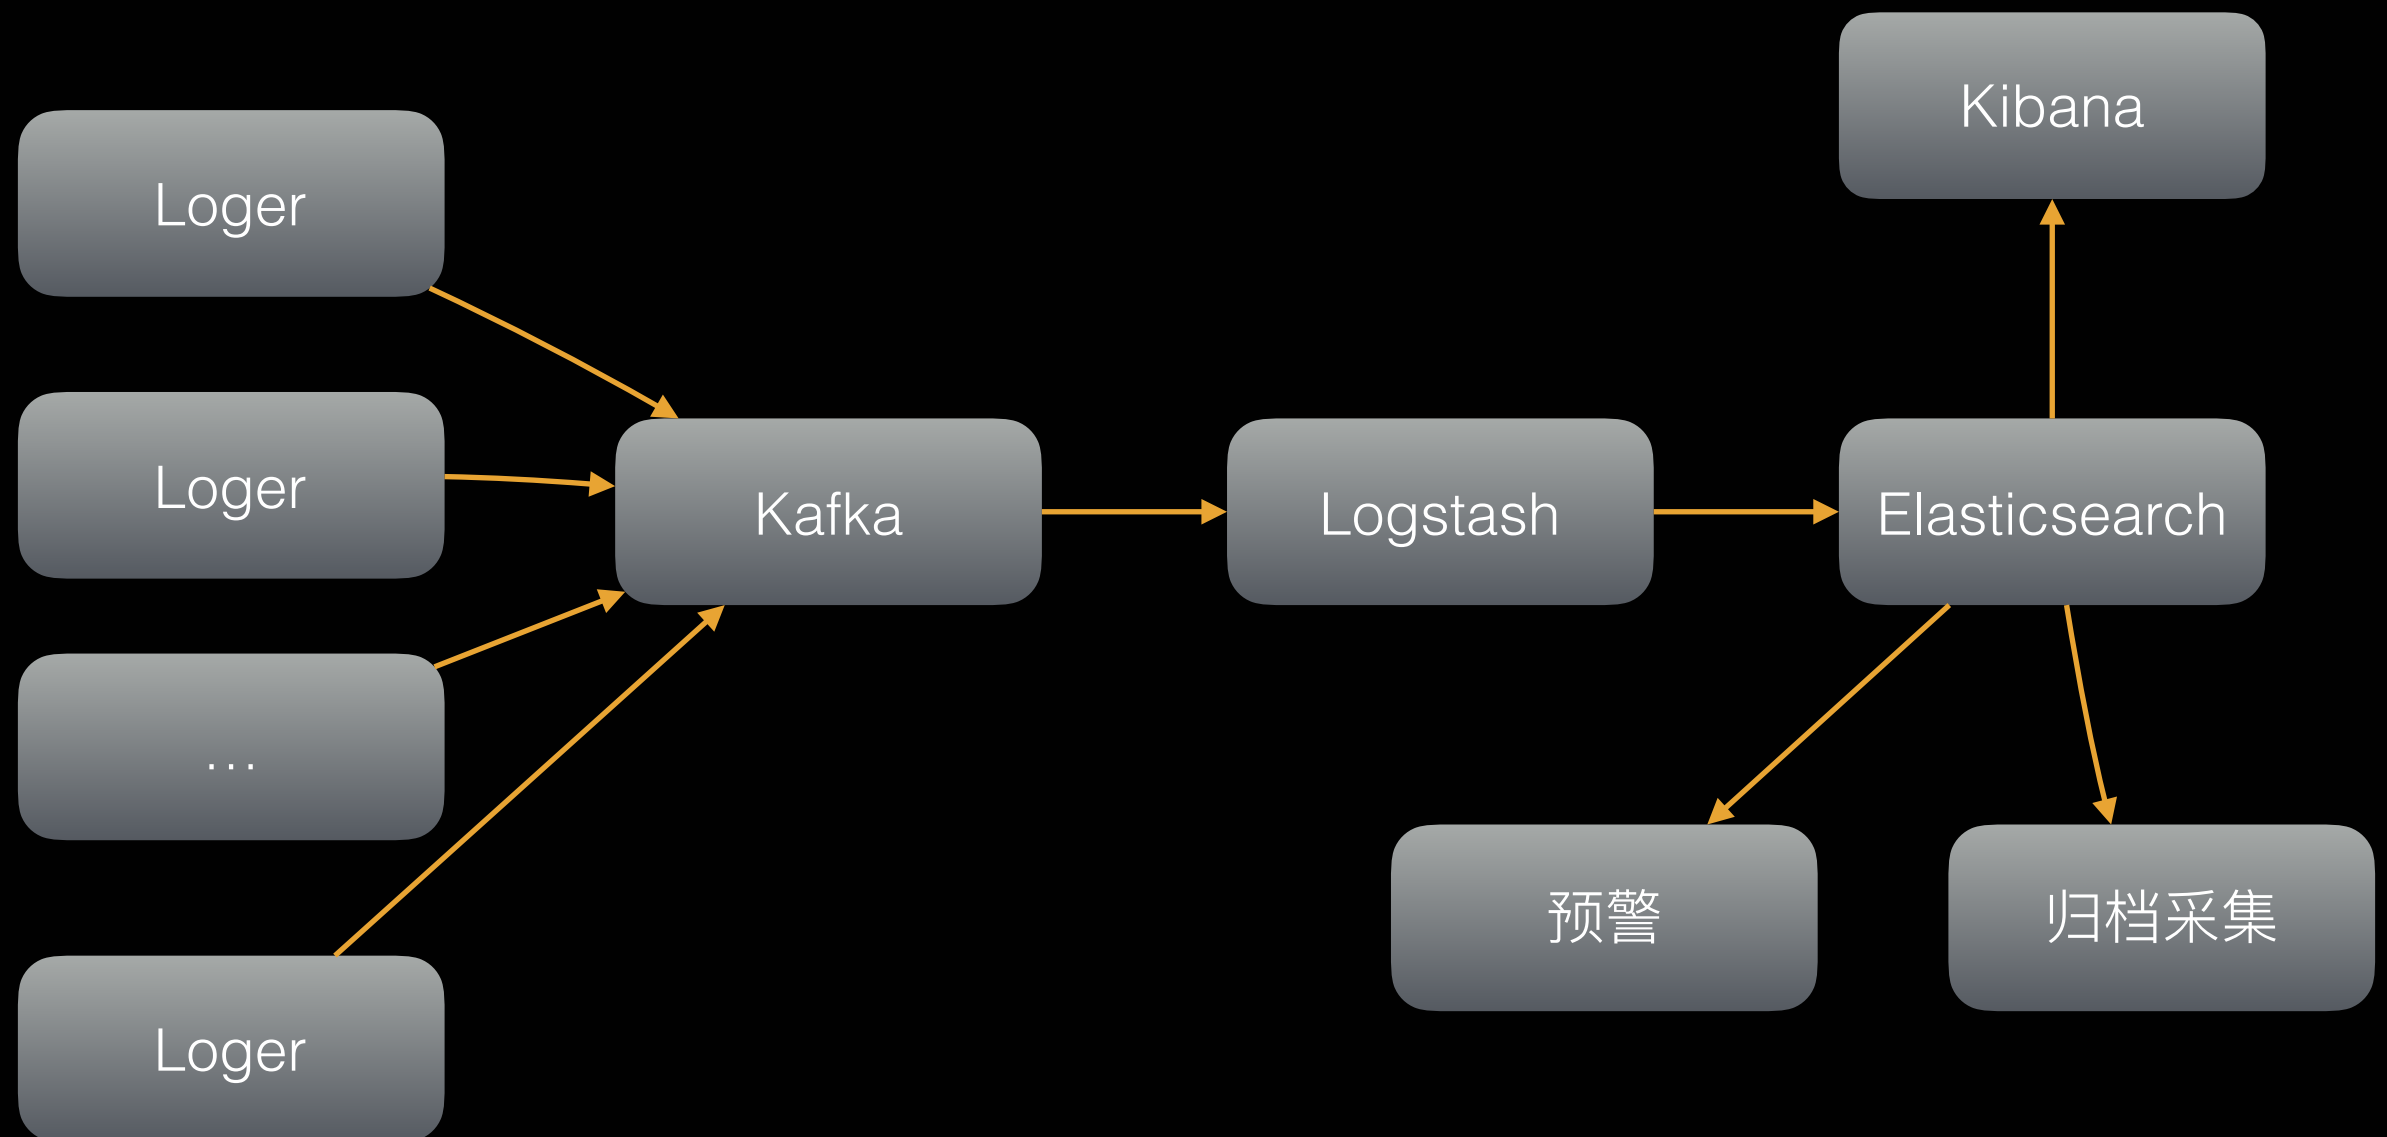 Loger
Loger
...
Loger
Kafka
Logstash
Elasticsearch
Kibana
预警
归档采集